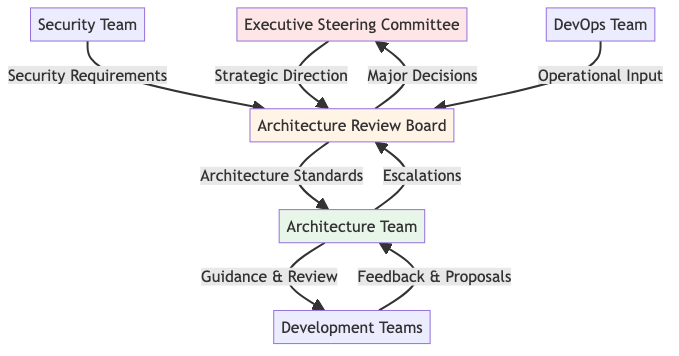 Security Team
Executive Steering Committee
DevOps Team
Security Requirements
Strategic Direction
Major Decisions
Operational Input
Architecture Review Board
Architecture Standards
Escalations
Architecture Team
Guidance & Review
Feedback & Proposals
Development Teams